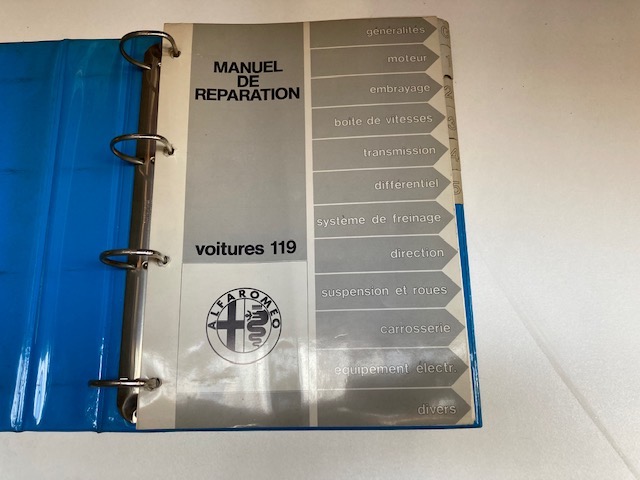 MANUEL
DE
REPARATION
voitures 119
ALFA ROMEO
généralités
moteur
embrayage
boite de vitesses
transmission
différentiel
système de freinage
direction
suspension et roues
carrosserie
équipement électr.
divers